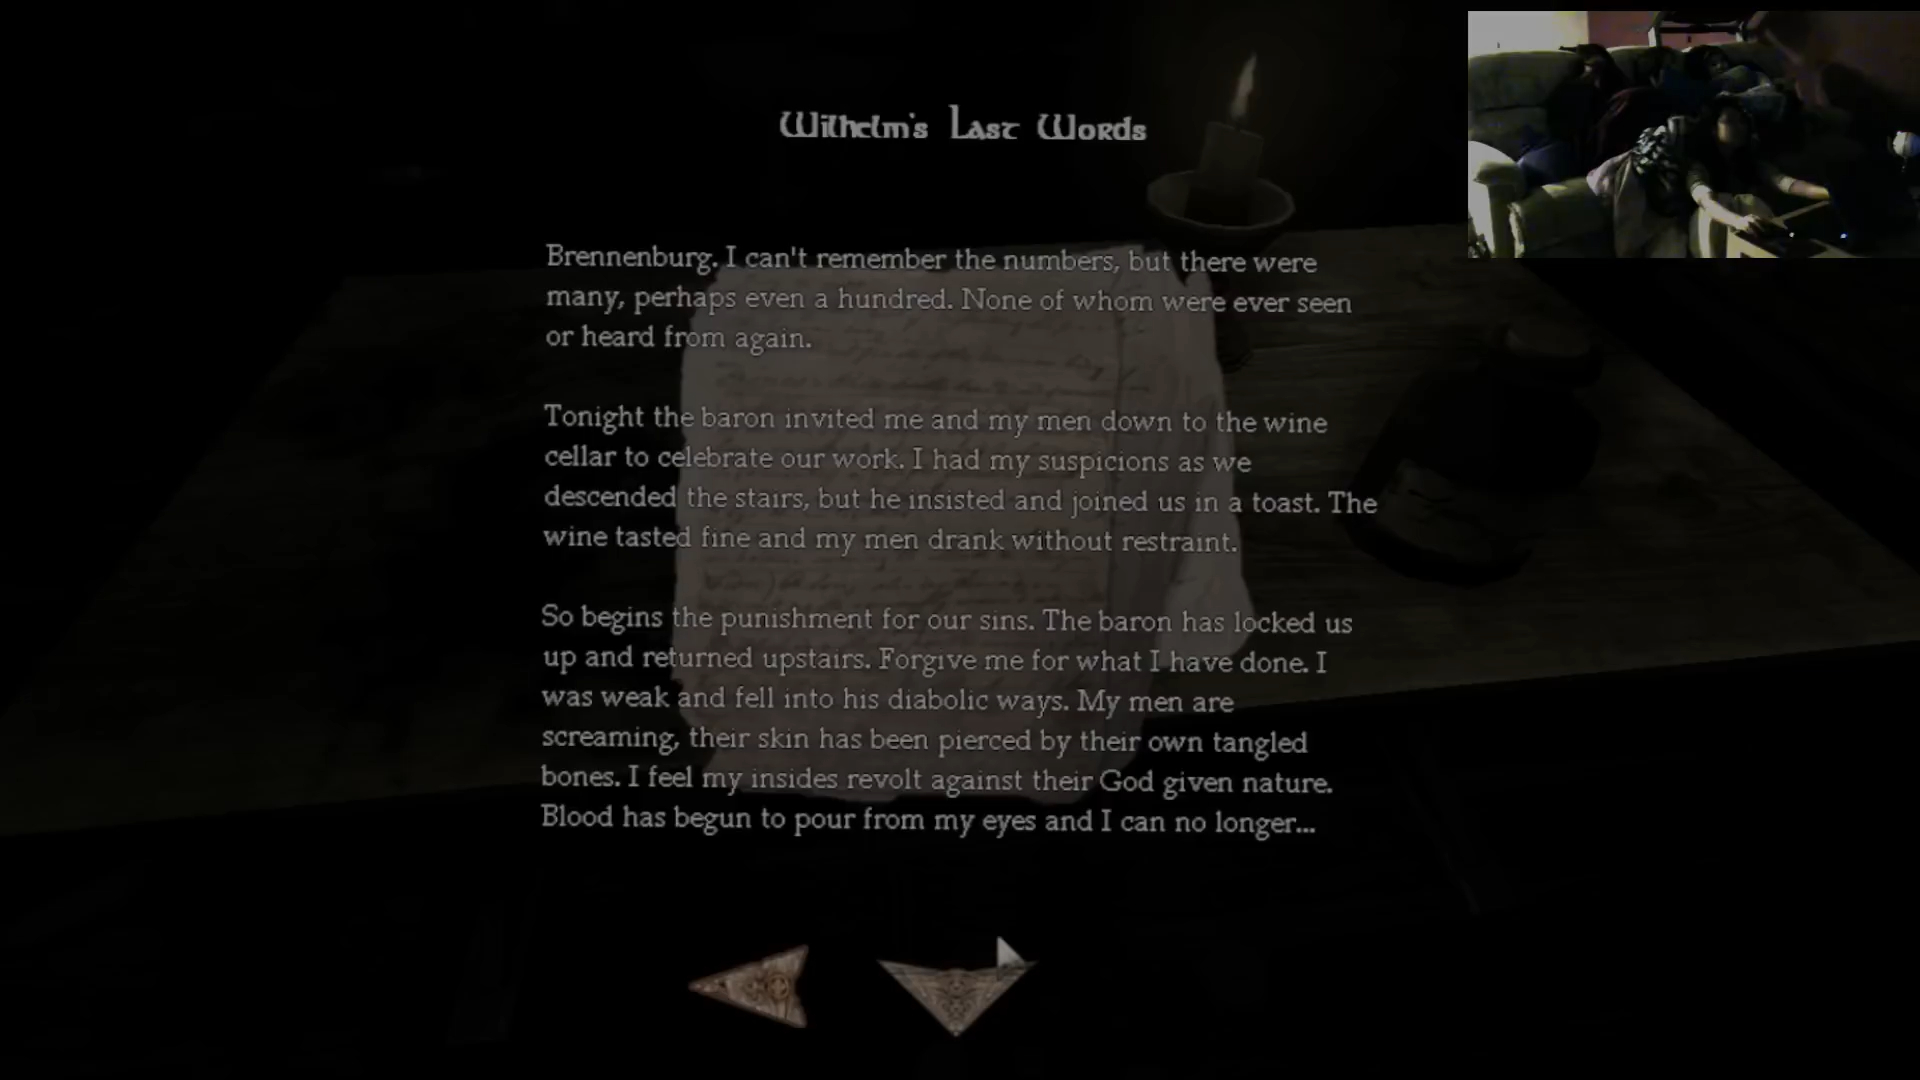 Wilhelm's Last Words
Brennenburg. I can't remember the numbers, but there were
many, perhaps even a hundred. None of whom were ever seen
or heard from again.
Tonight the baron invited me and my men down to the wine
cellar to celebrate our work. I had my suspicions as we
descended the stairs, but he insisted and joined us in a toast. The
wine tasted fine and my men drank without restraint.
So begins the punishment for our sins. The baron has locked us
up and returned upstairs. Forgive me for what I have done. I
was weak and fell into his diabolic ways. My men are
screaming, their skin has been pierced by their own tangled
bones. I feel my insides revolt against their God given nature.
Blood has begun to pour from my eyes and I can no longer...